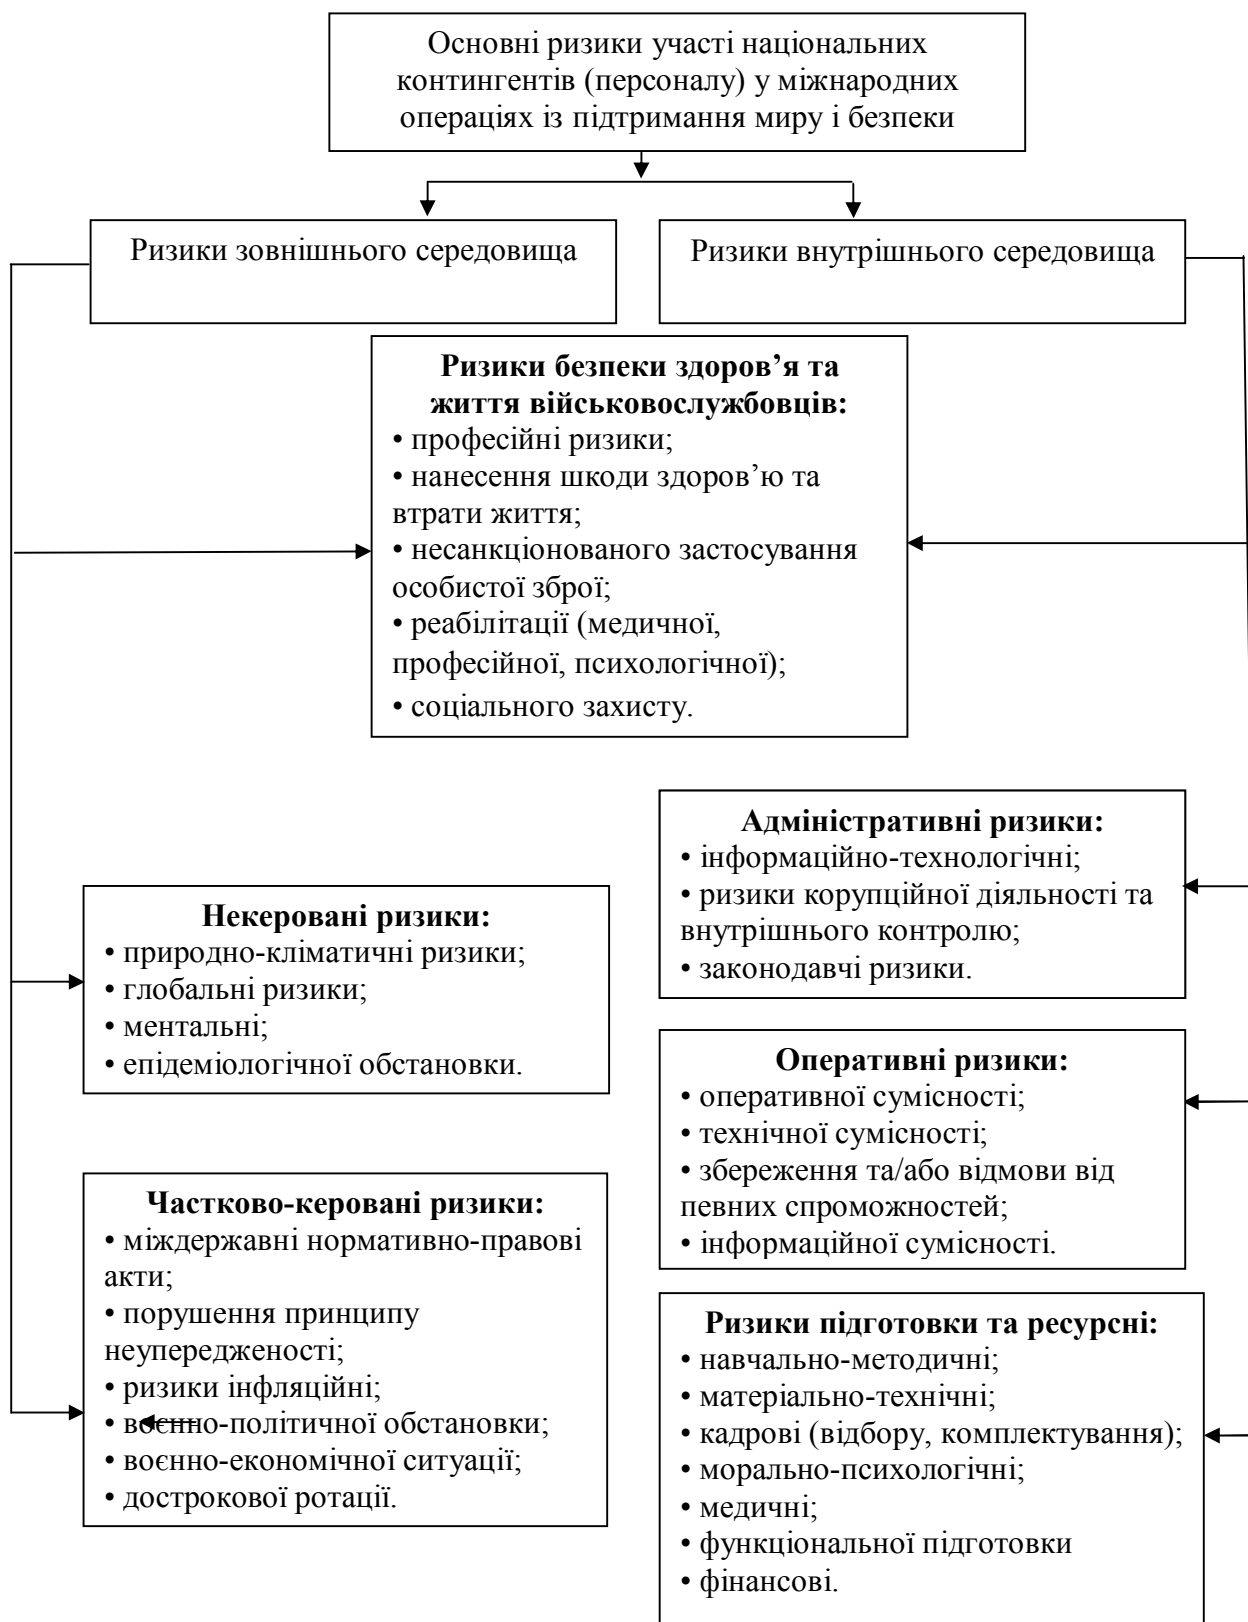 Основні ризики участі національних
контингентів (персоналу) у міжнародних
операціях із підтримання миру і безпеки
Ризики зовнішнього середовища
Ризики внутрішнього середовища
Ризики безпеки здоров’я та
життя військовослужбовців:
• професійні ризики;
• нанесення шкоди здоров’ю та
втрати життя;
• несанкціонованого застосування
особистої зброї;
• реабілітації (медичної,
професійної, психологічної);
• соціального захисту.
Некеровані ризики:
• природно-кліматичні ризики;
• глобальні ризики;
• ментальні;
• епідеміологічної обстановки.
Частково-керовані ризики:
• міждержавні нормативно-правові
акти;
• порушення принципу
неупередженості;
• ризики інфляційні;
• воєнно-політичної обстановки;
• воєнно-економічної ситуації;
• дострокової ротації.
Адміністративні ризики:
• інформаційно-технологічні;
• ризики корупційної діяльності та
внутрішнього контролю;
• законодавчі ризики.
Оперативні ризики:
• оперативної сумісності;
• технічної сумісності;
• збереження та/або відмови від
певних спроможностей;
• інформаційної сумісності.
Ризики підготовки та ресурсні:
• навчально-методичні;
• матеріально-технічні;
• кадрові (відбору, комплектування);
• морально-психологічні;
• медичні;
• функціональної підготовки
• фінансові.